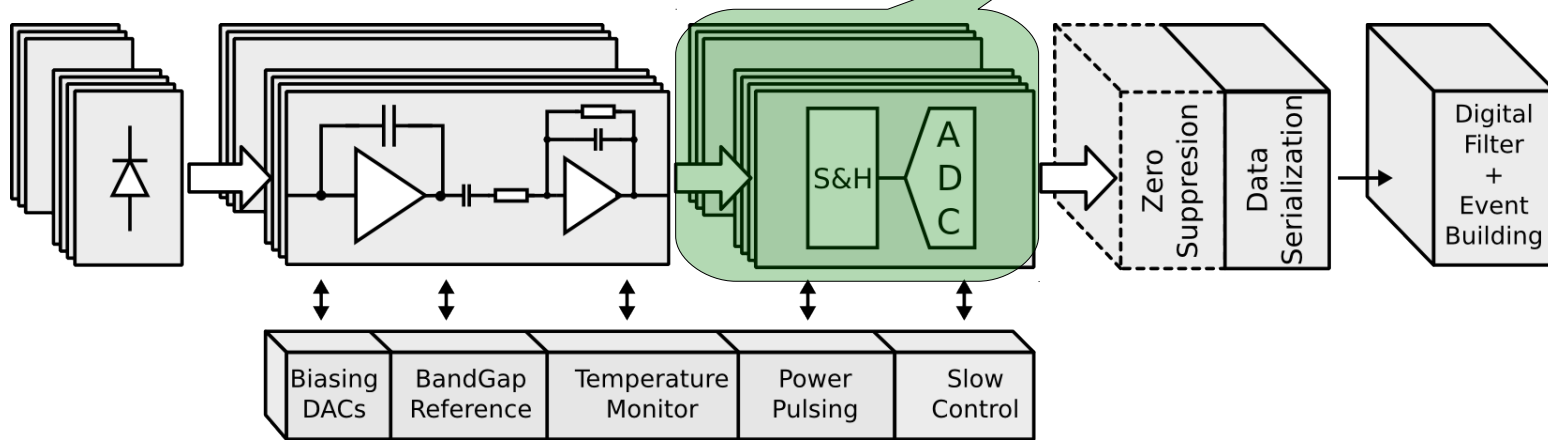 S&H
A
D
C
Zero
Suppresion
Data
Serialization
Digital
Filter
+
Event
Building
Biasing
DACs
BandGap
Reference
Temperature
Monitor
Power
Pulsing
Slow
Control